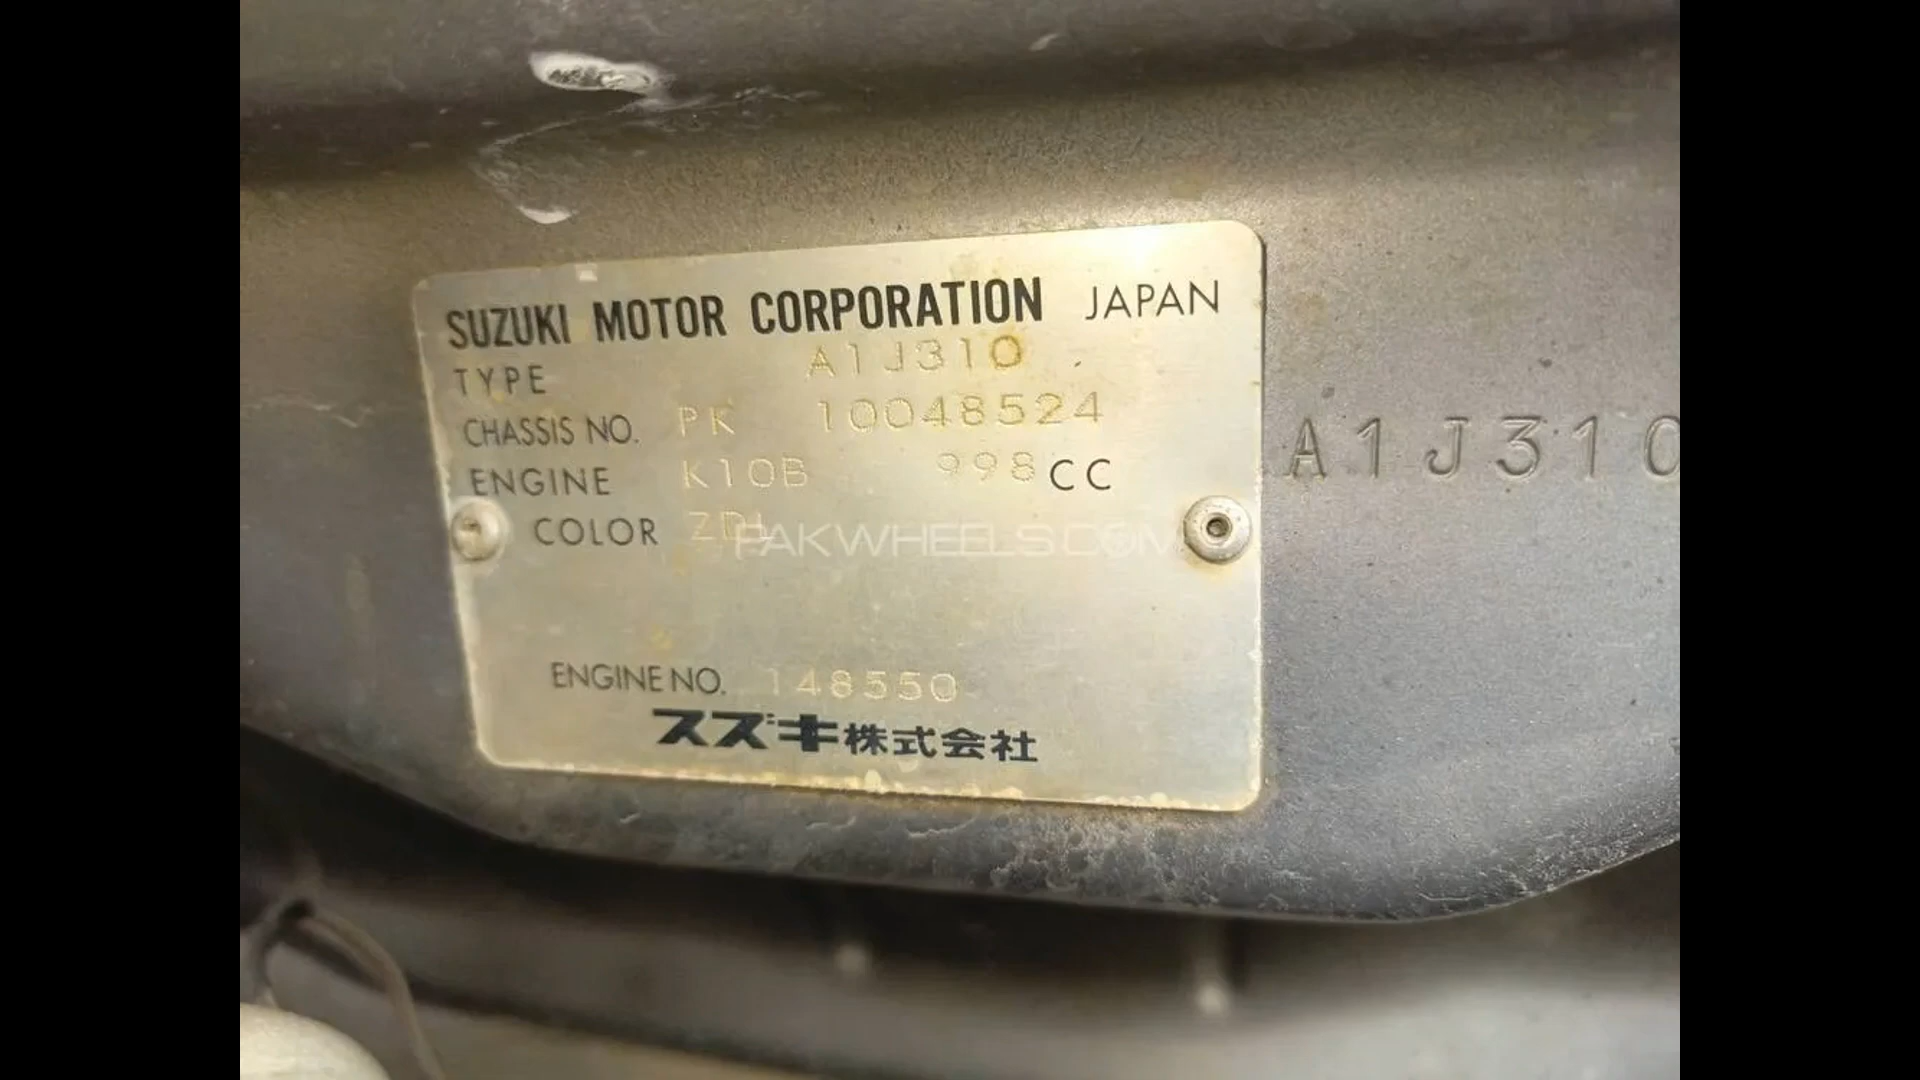 SUZUKI MOTOR CORPORATION JAPAN
TYPE A1J310
CHASSIS NO. PK 10048524
ENGINE K10B 998 CC
COLOR ZDL
PAKWHEELS.COM
ENGINE NO. 148550
スズキ株式会社
A1J310